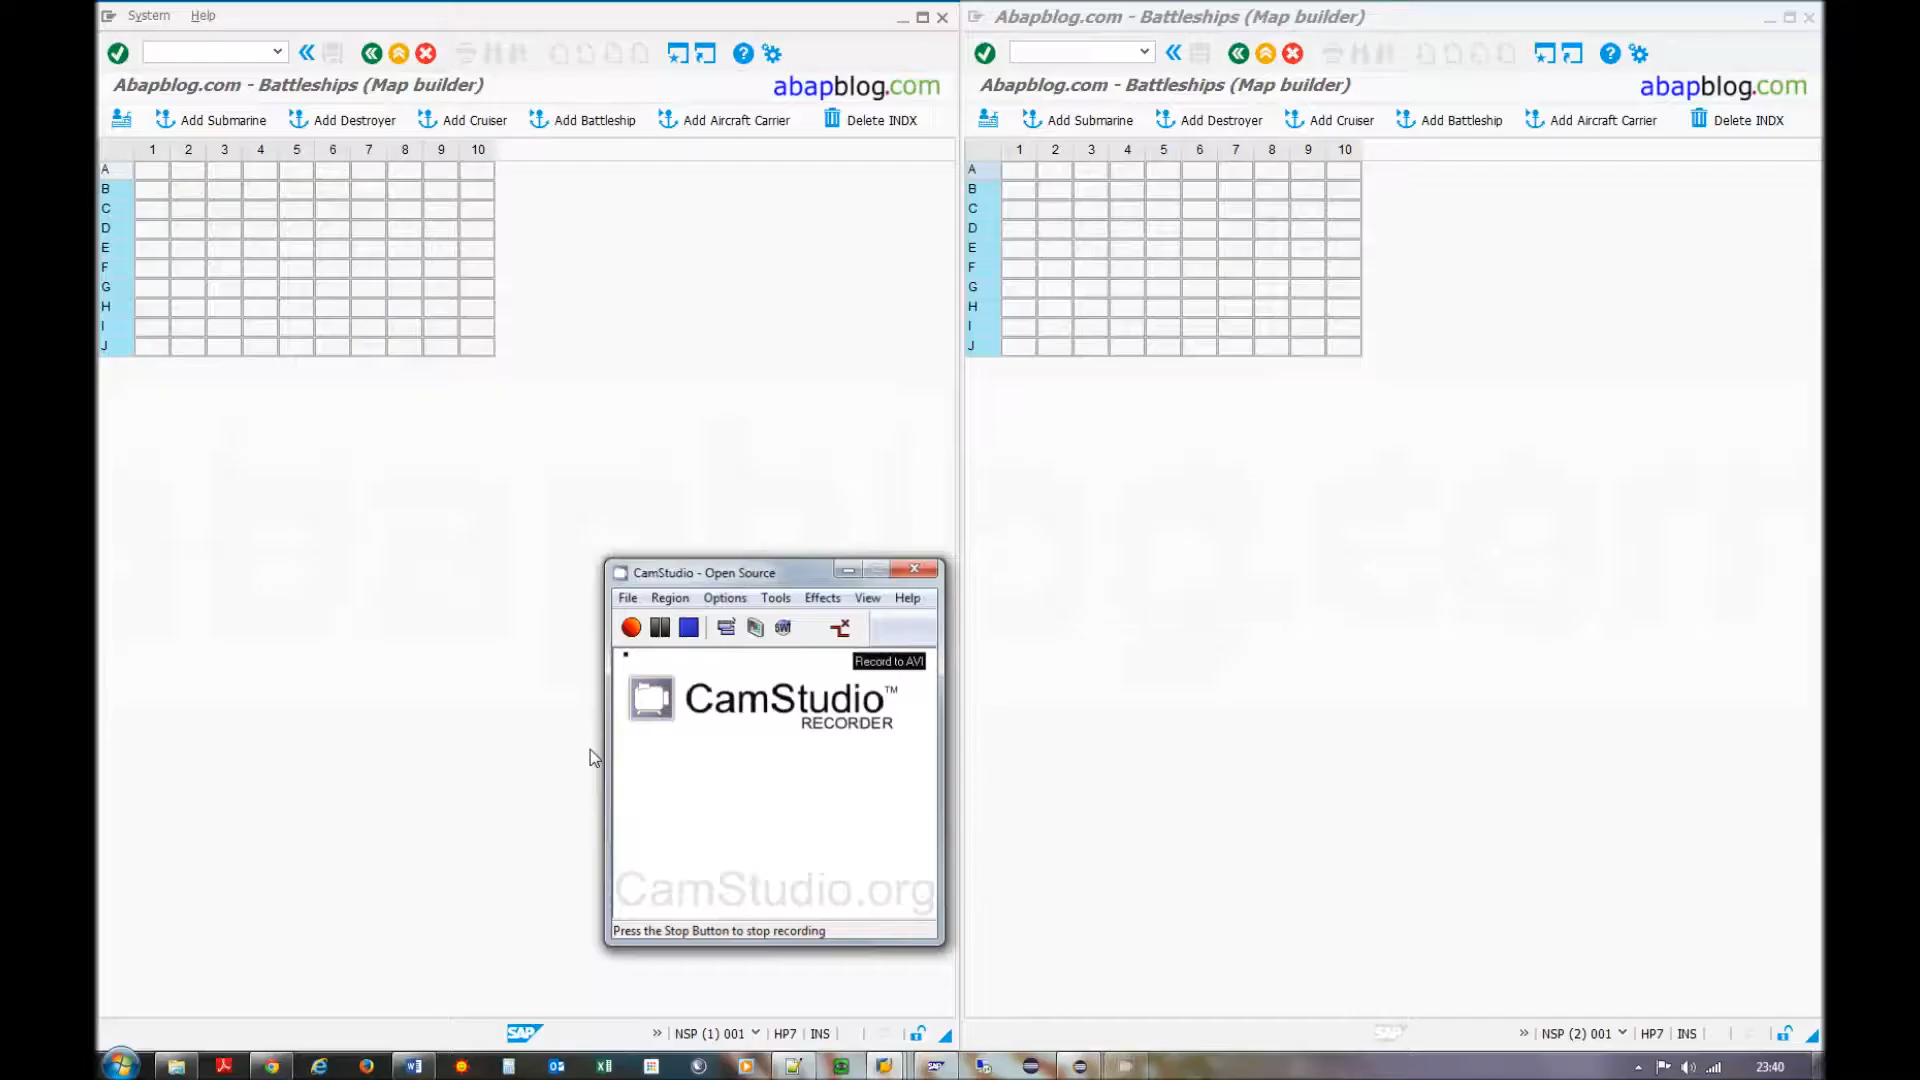 System Help
Abapblog.com - Battleships (Map builder)
abapblog.com
Add Submarine Add Destroyer Add Cruiser Add Battleship Add Aircraft Carrier Delete INDX
1 2 3 4 5 6 7 8 9 10
A
B
C
D
E
F
G
H
I
J
Abapblog.com - Battleships (Map builder)
Abapblog.com - Battleships (Map builder)
abapblog.com
Add Submarine Add Destroyer Add Cruiser Add Battleship Add Aircraft Carrier Delete INDX
1 2 3 4 5 6 7 8 9 10
A
B
C
D
E
F
G
H
I
J
CamStudio - Open Source
File Region Options Tools Effects View Help
SWF
Record to AVI
CamStudio™
RECORDER
CamStudio.org
Press the Stop Button to stop recording
SAP » NSP (1) 001 HP7 INS
SAP » NSP (2) 001 HP7 INS
23:40